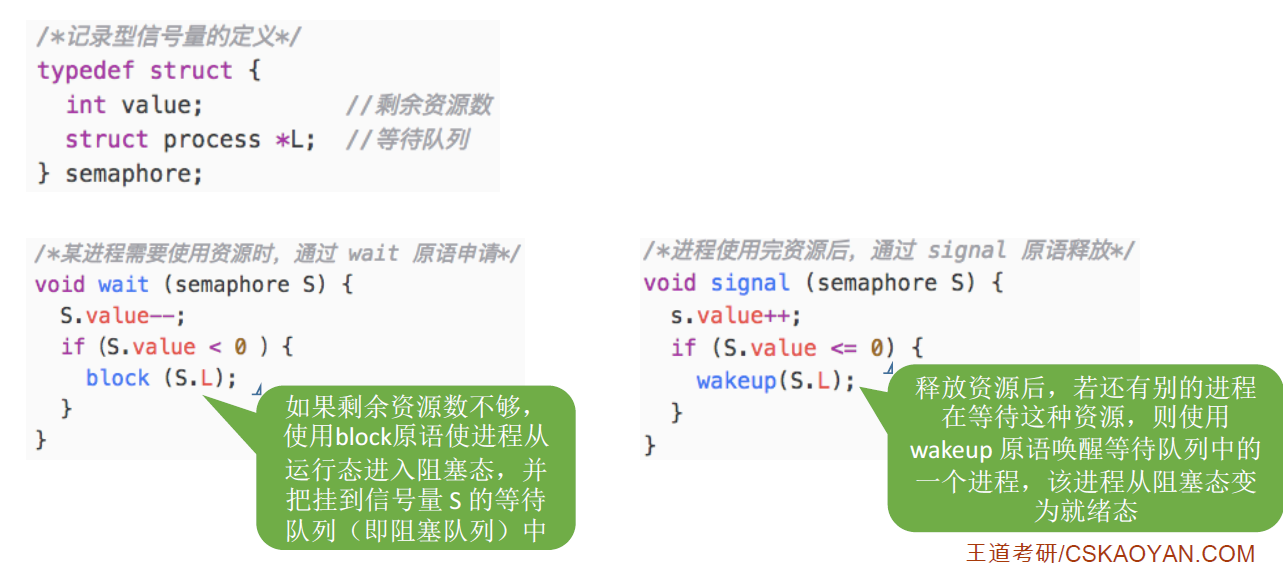 /*记录型信号量的定义*/
typedef struct {
  int value;          //剩余资源数
  struct process *L;  //等待队列
} semaphore;
/*某进程需要使用资源时，通过 wait 原语申请*/
void wait (semaphore S) {
  S.value--;
  if (S.value < 0 ) {
    block (S.L);
  }
}
如果剩余资源数不够，
使用block原语使进程从
运行态进入阻塞态，并
把挂到信号量 S 的等待
队列（即阻塞队列）中
/*进程使用完资源后，通过 signal 原语释放*/
void signal (semaphore S) {
  s.value++;
  if (S.value <= 0) {
    wakeup(S.L);
  }
}
释放资源后，若还有别的进程
在等待这种资源，则使用
wakeup 原语唤醒等待队列中的
一个进程，该进程从阻塞态变
为就绪态
王道考研/CSKAOYAN.COM